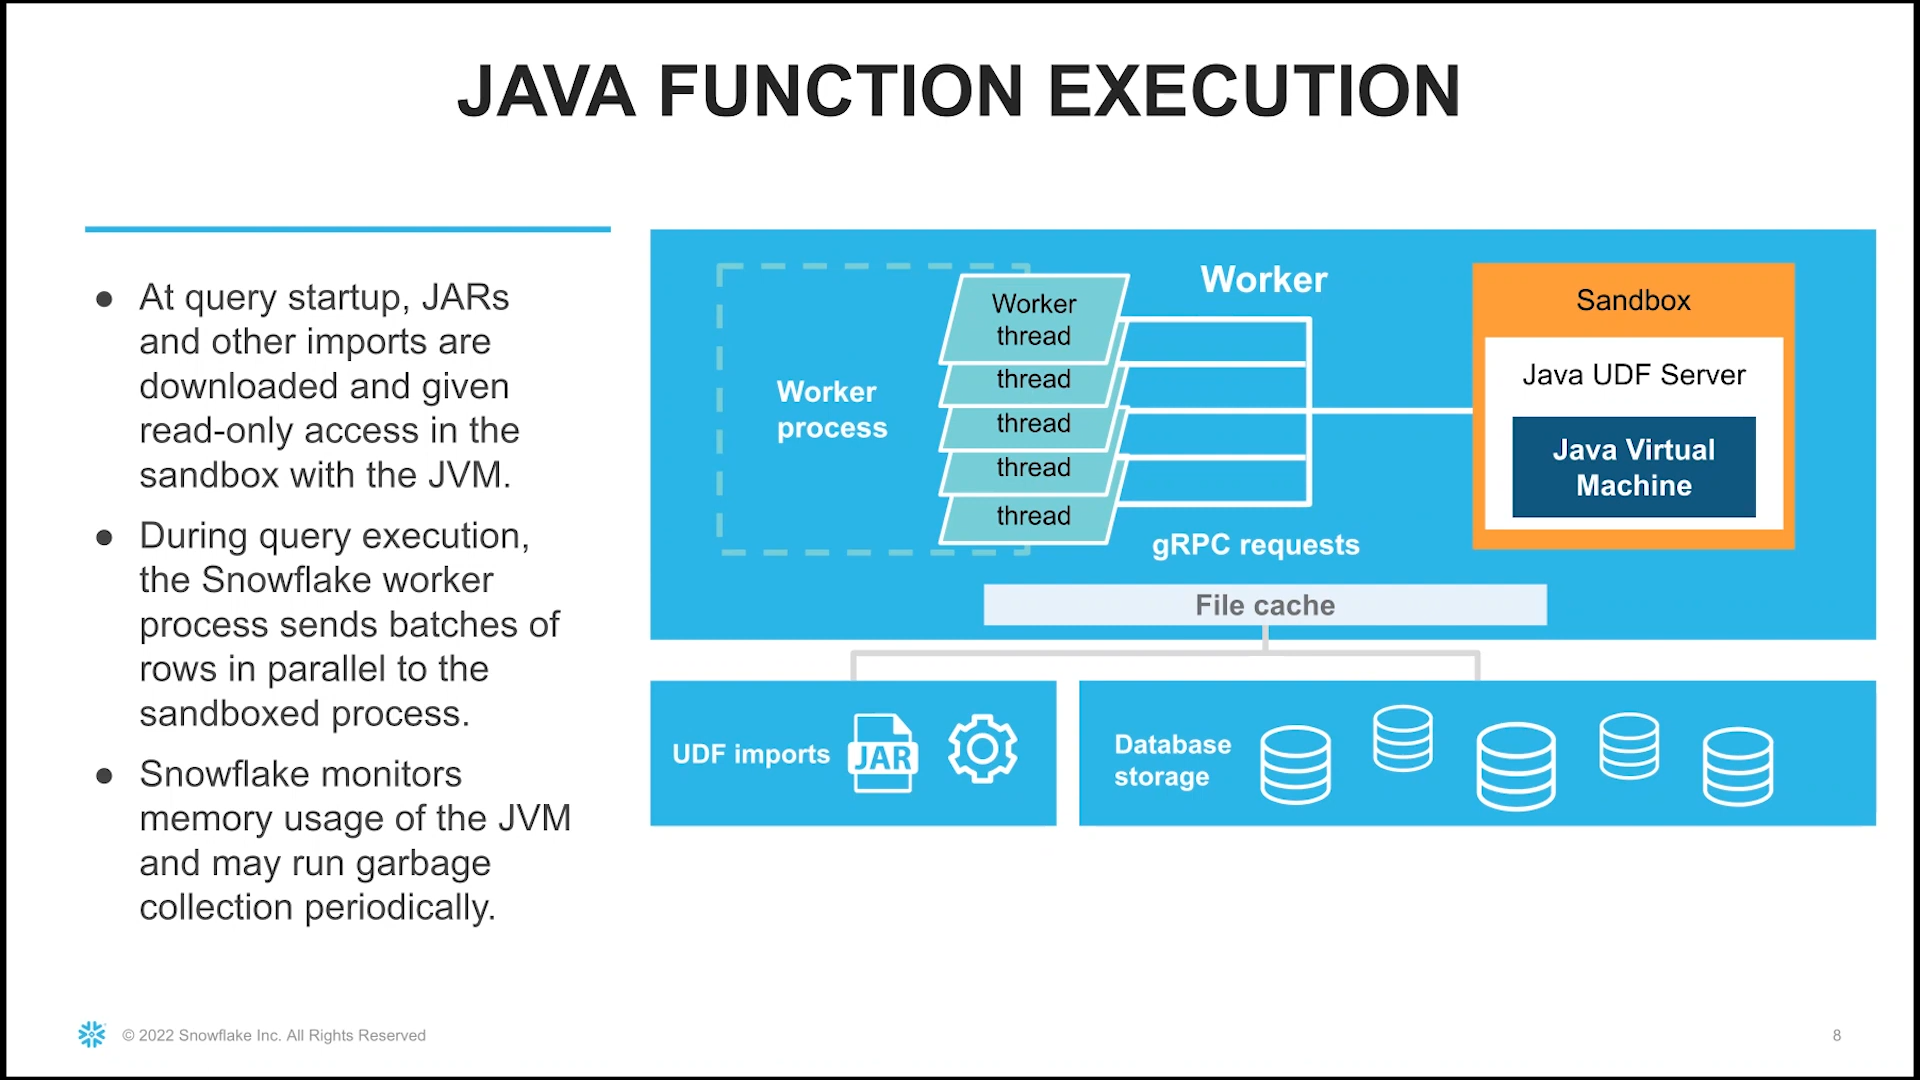 JAVA FUNCTION EXECUTION
● At query startup, JARs
and other imports are
downloaded and given
read-only access in the
sandbox with the JVM.
● During query execution,
the Snowflake worker
process sends batches of
rows in parallel to the
sandboxed process.
● Snowflake monitors
memory usage of the JVM
and may run garbage
collection periodically.
Worker
Worker
process
Worker
thread
thread
thread
thread
thread
gRPC requests
Sandbox
Java UDF Server
Java Virtual
Machine
File cache
UDF imports
JAR
Database
storage
© 2022 Snowflake Inc. All Rights Reserved
8